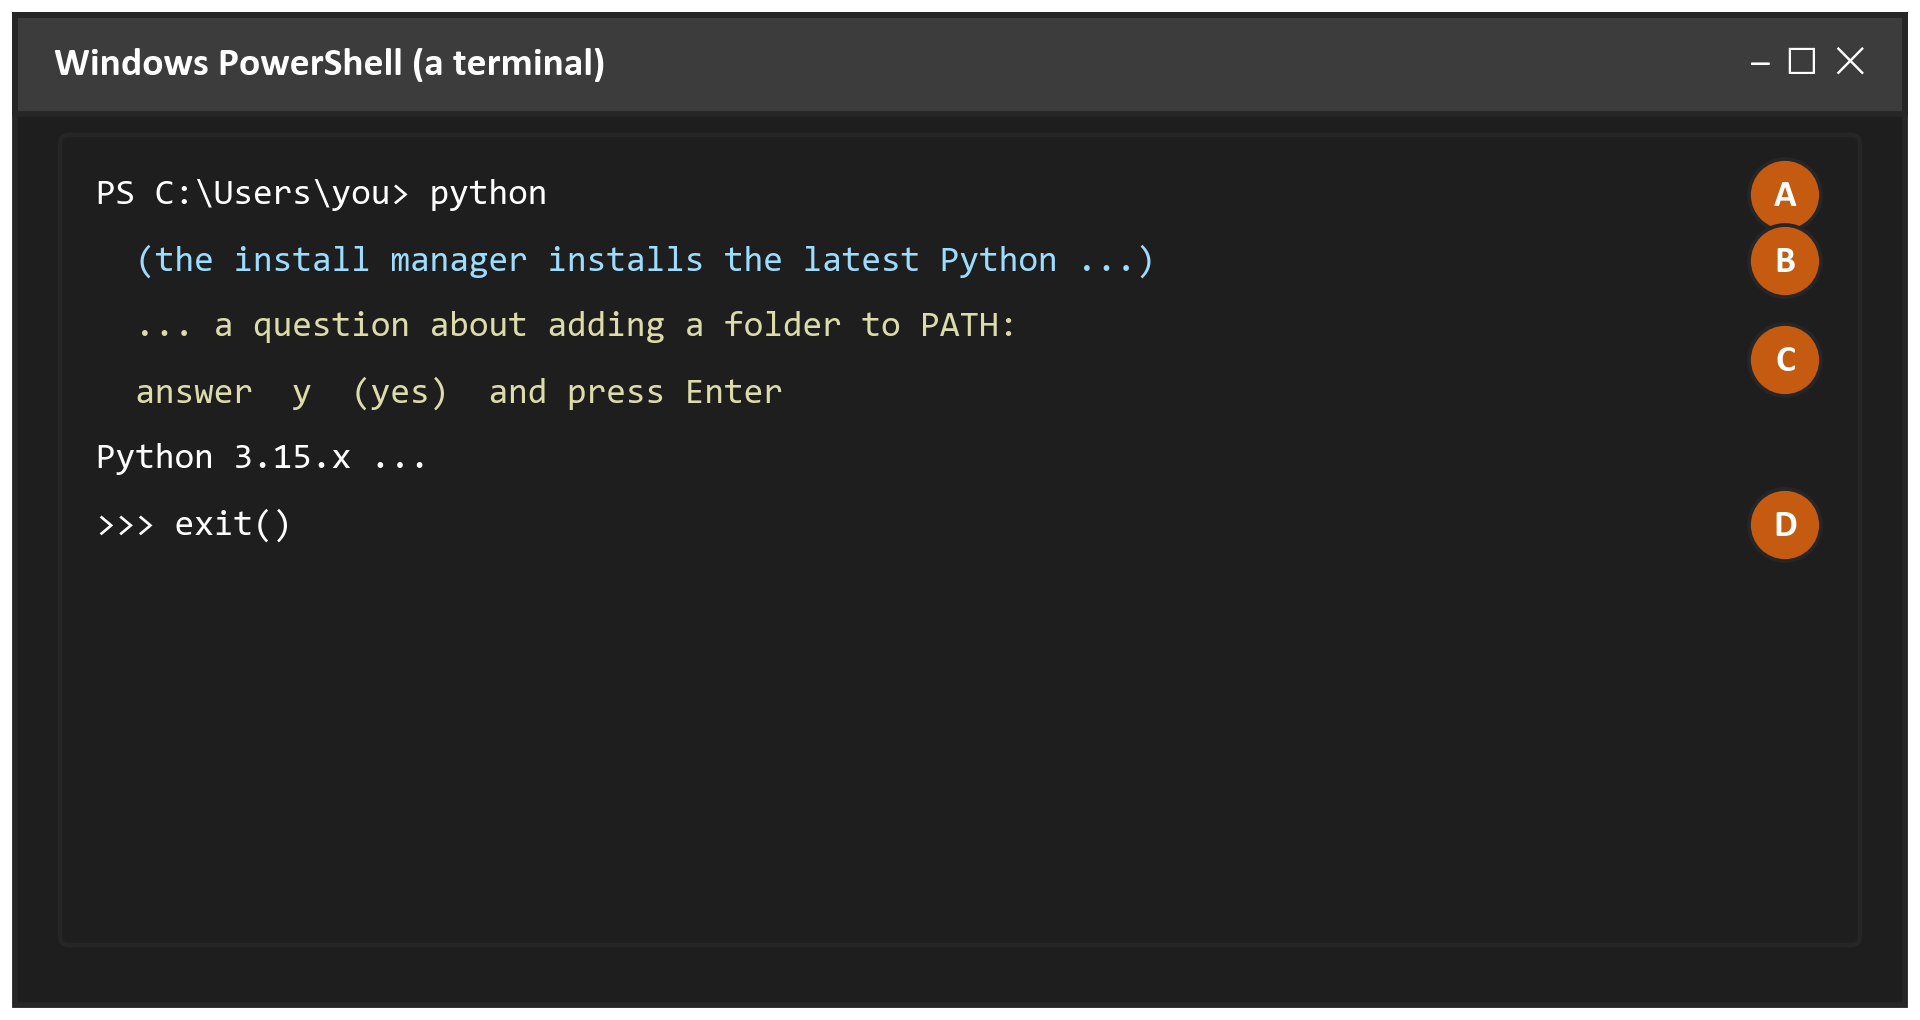 Windows PowerShell (a terminal)
PS C:\Users\you> python
A
(the install manager installs the latest Python ...)
B
... a question about adding a folder to PATH:
C
answer  y  (yes)  and press Enter
Python 3.15.x ...
>>> exit()
D